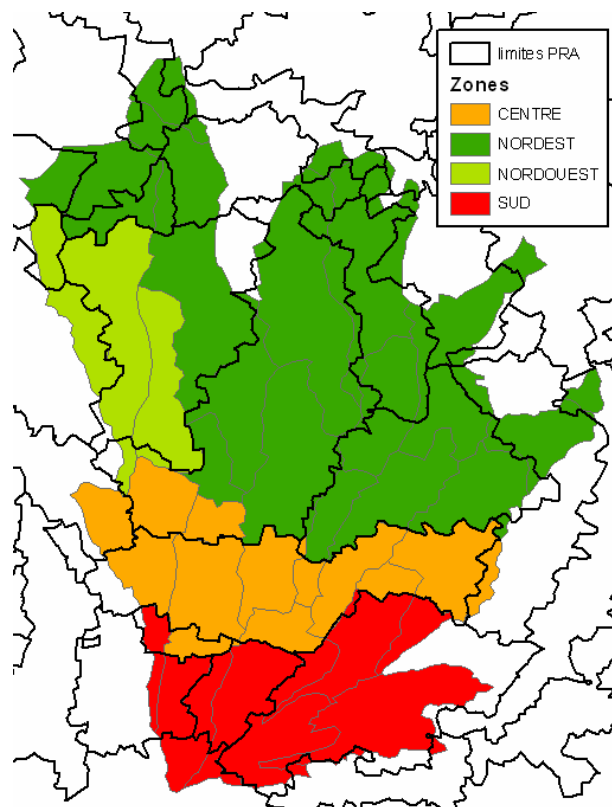 limites PRA
Zones
CENTRE
NORDEST
NORDOUEST
SUD